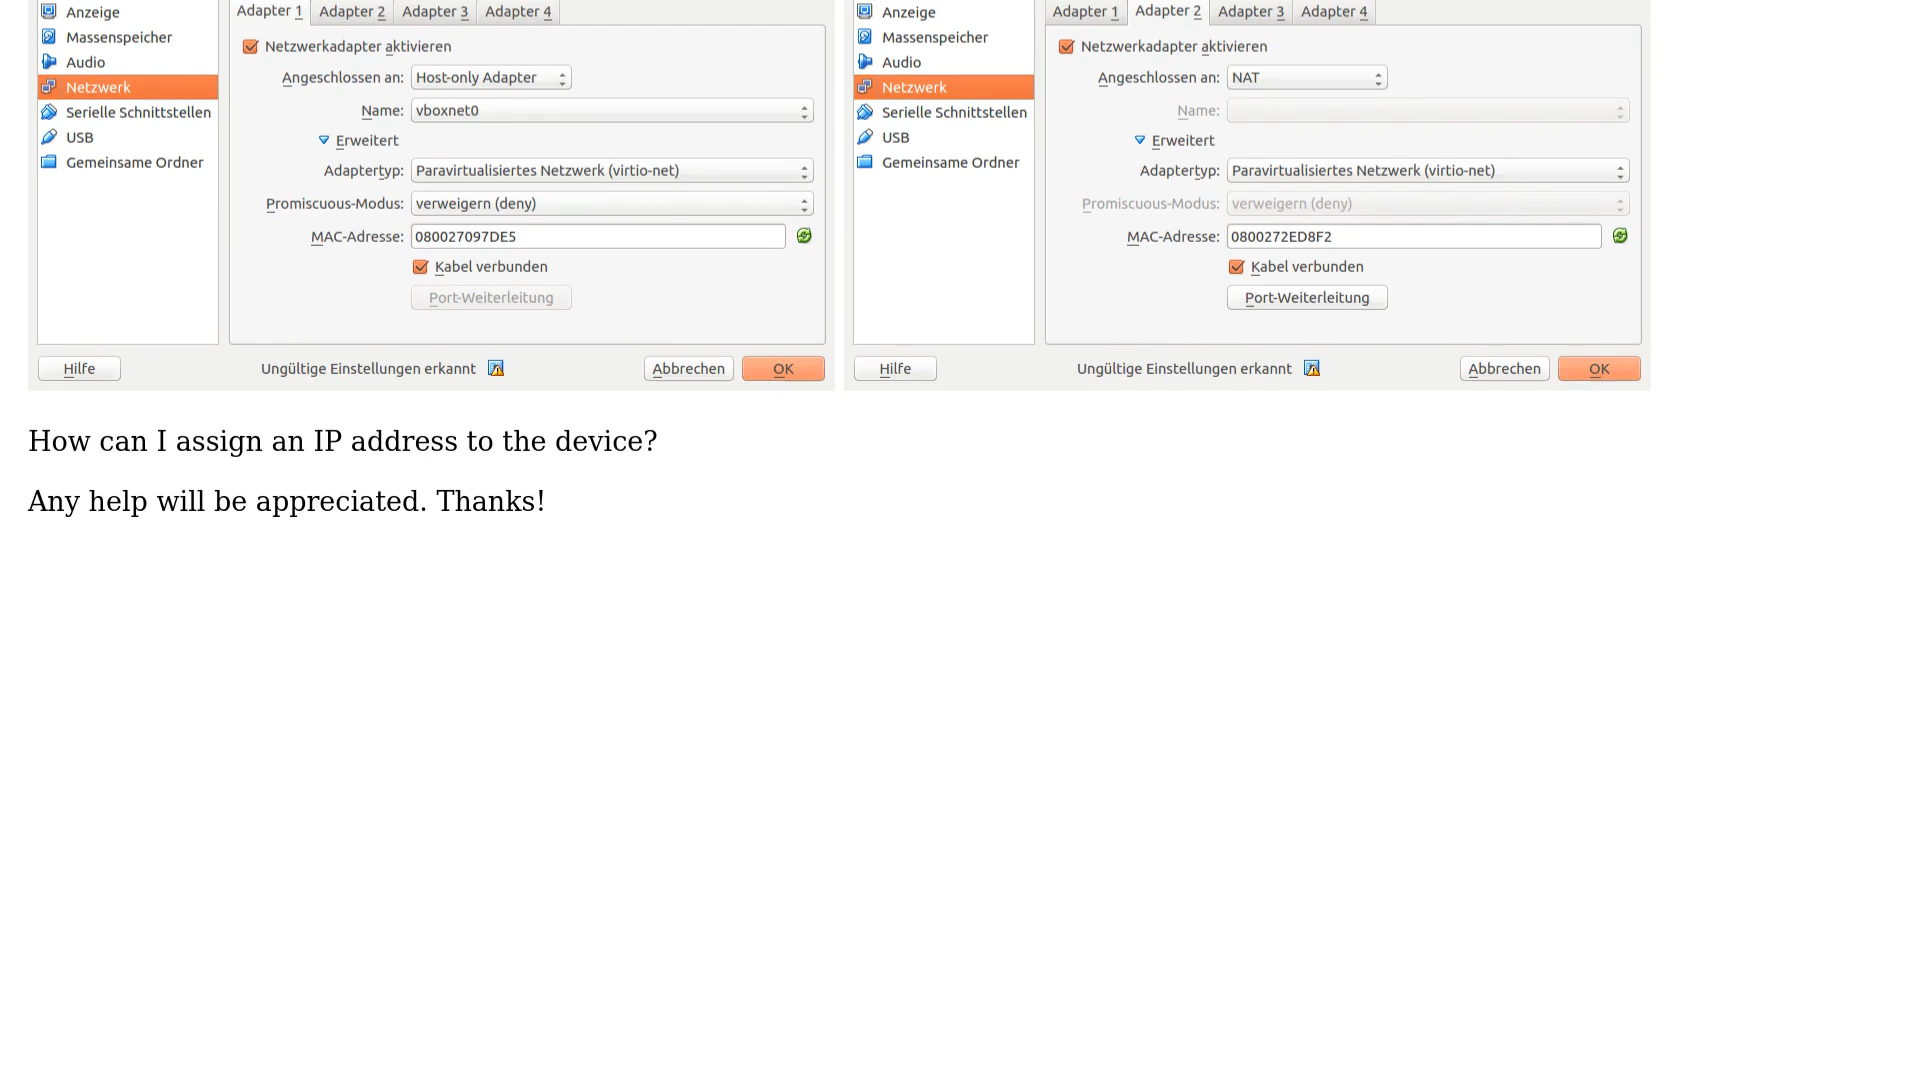 Anzeige
Massenspeicher
Audio
Netzwerk
Serielle Schnittstellen
USB
Gemeinsame Ordner
Adapter 1 Adapter 2 Adapter 3 Adapter 4
Netzwerkadapter aktivieren
Angeschlossen an: Host-only Adapter
Name: vboxnet0
Erweitert
Adaptertyp: Paravirtualisiertes Netzwerk (virtio-net)
Promiscuous-Modus: verweigern (deny)
MAC-Adresse: 080027097DE5
Kabel verbunden
Port-Weiterleitung
Hilfe Ungültige Einstellungen erkannt Abbrechen OK
Anzeige
Massenspeicher
Audio
Netzwerk
Serielle Schnittstellen
USB
Gemeinsame Ordner
Adapter 1 Adapter 2 Adapter 3 Adapter 4
Netzwerkadapter aktivieren
Angeschlossen an: NAT
Name:
Erweitert
Adaptertyp: Paravirtualisiertes Netzwerk (virtio-net)
Promiscuous-Modus: verweigern (deny)
MAC-Adresse: 0800272ED8F2
Kabel verbunden
Port-Weiterleitung
Hilfe Ungültige Einstellungen erkannt Abbrechen OK
How can I assign an IP address to the device?
Any help will be appreciated. Thanks!